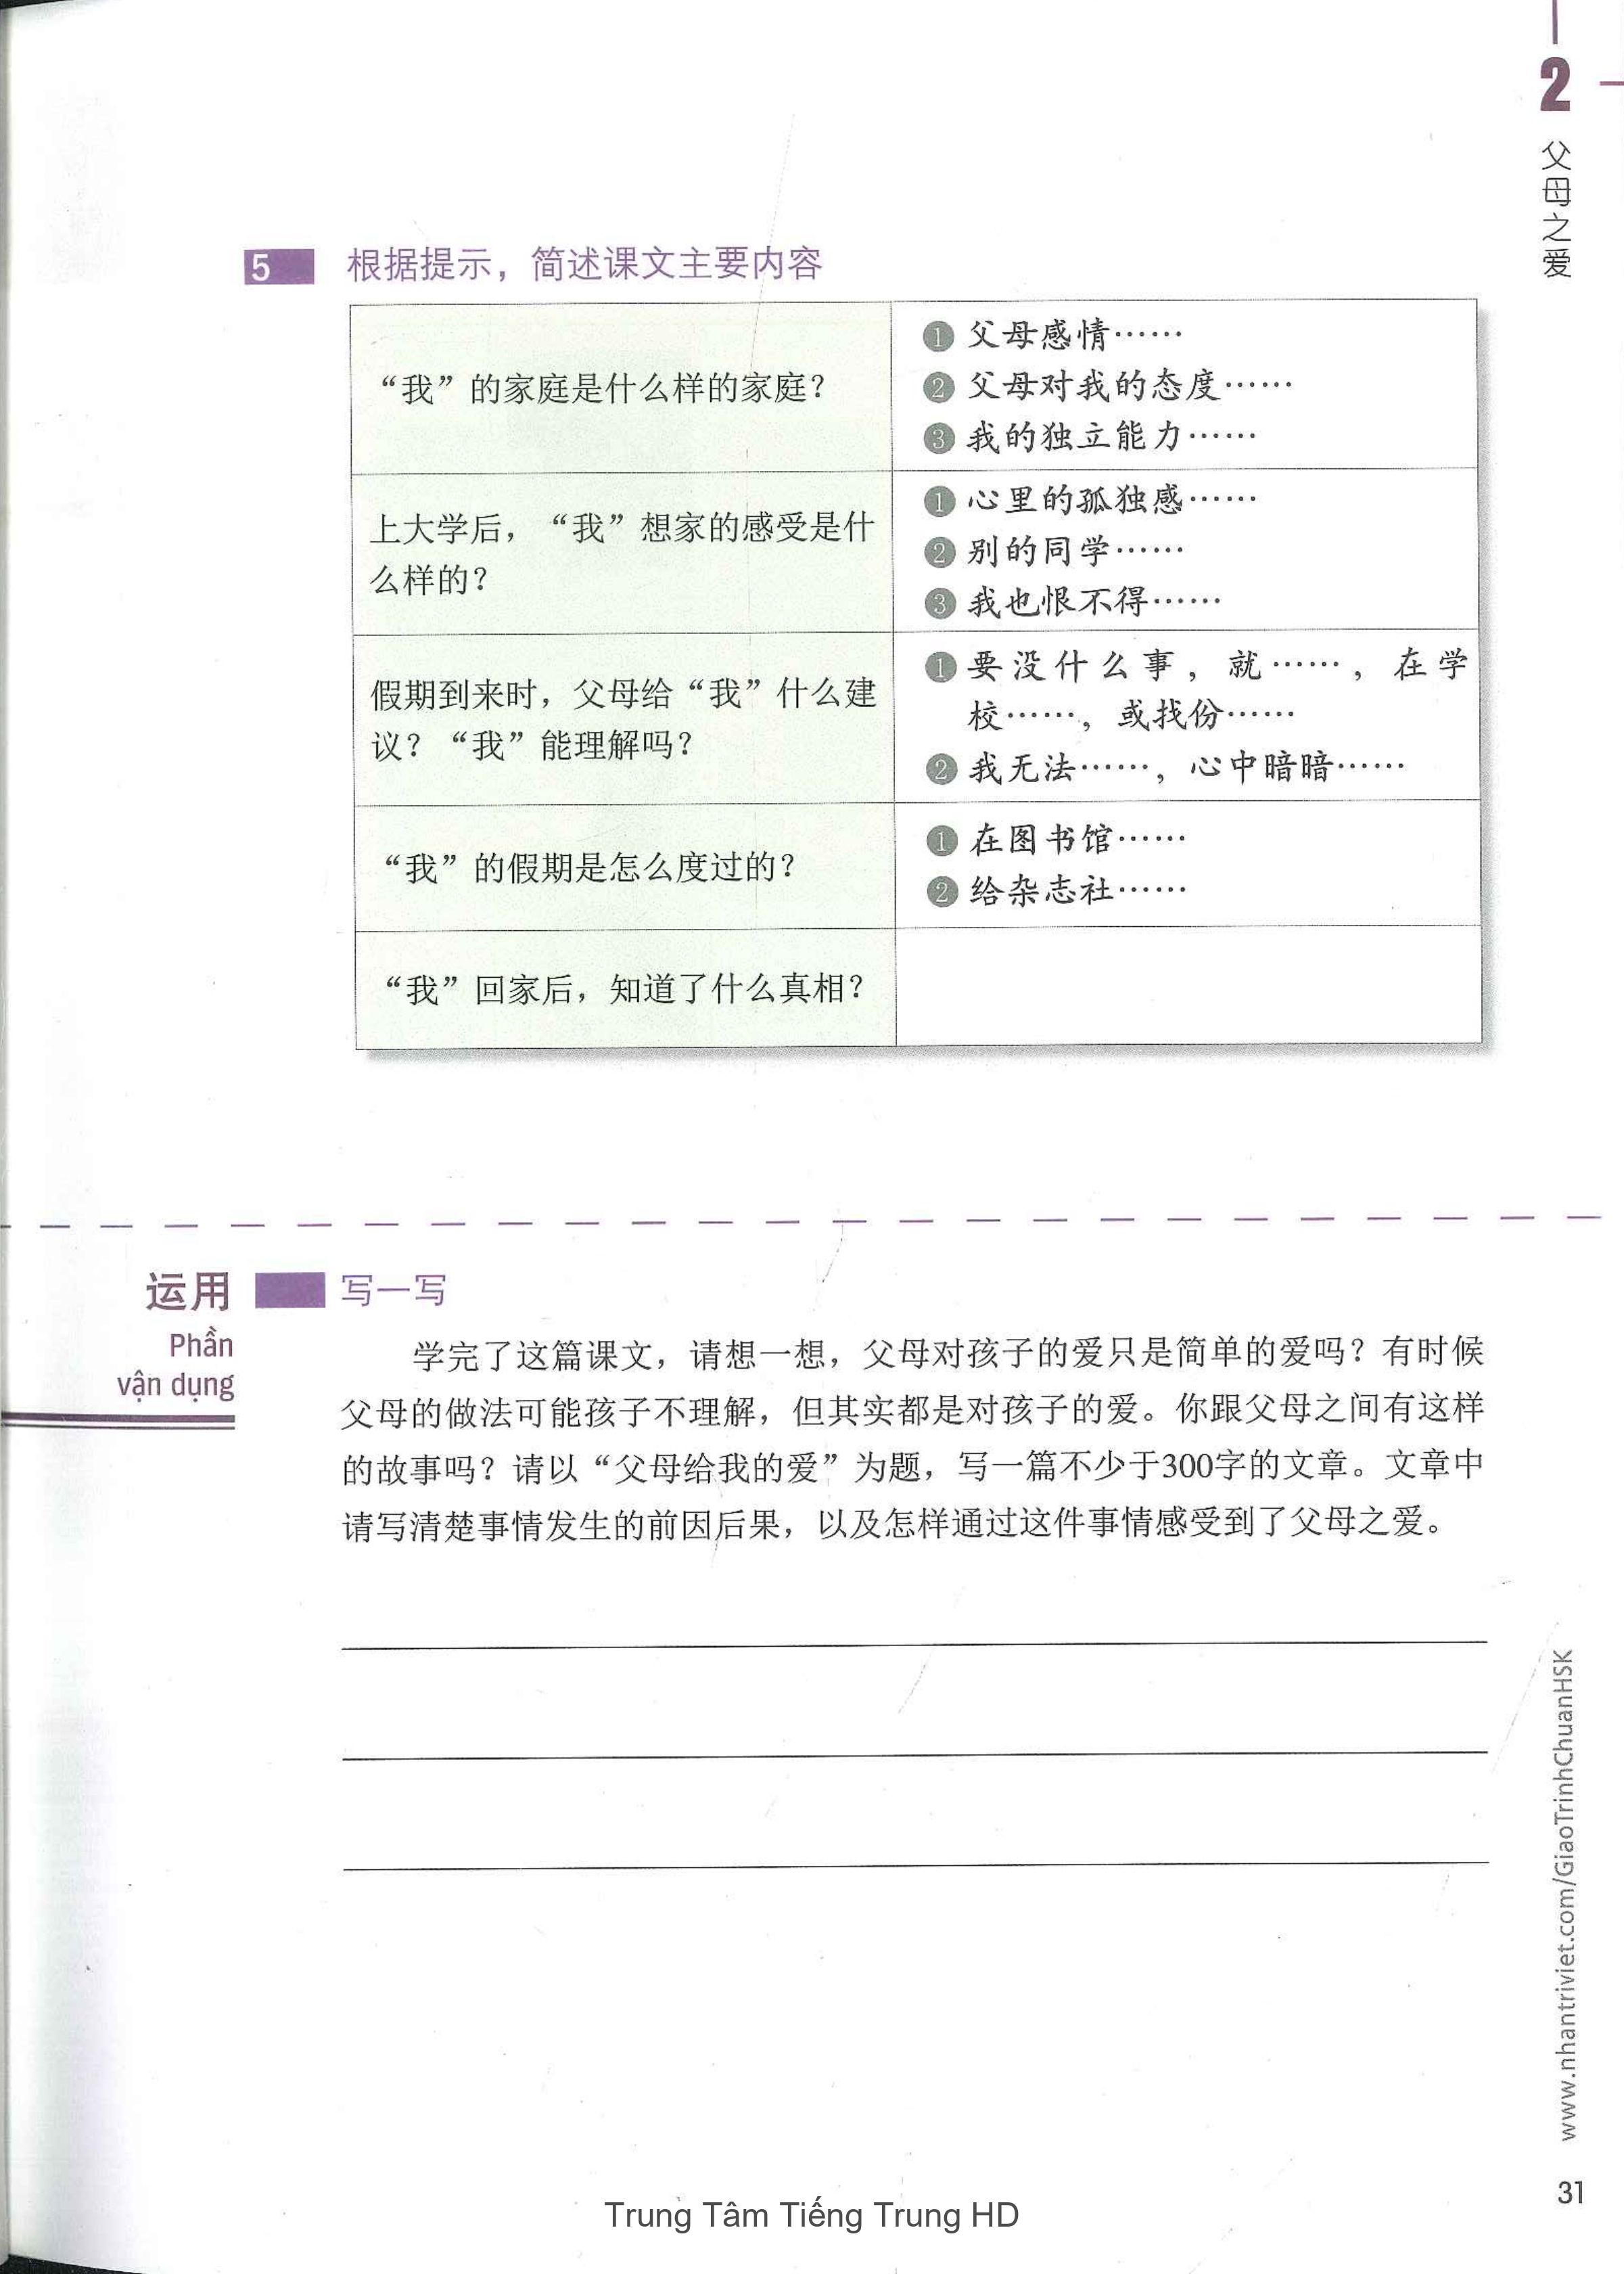 2
父母之爱
5 根据提示，简述课文主要内容
“我”的家庭是什么样的家庭？
❶ 父母感情……
❷ 父母对我的态度……
❸ 我的独立能力……
上大学后，“我”想家的感受是什
么样的？
❶ 心里的孤独感……
❷ 别的同学……
❸ 我也恨不得……
假期到来时，父母给“我”什么建
议？“我”能理解吗？
❶ 要没什么事，就……，在学
校……，或找份……
❷ 我无法……，心中暗暗……
“我”的假期是怎么度过的？
❶ 在图书馆……
❷ 给杂志社……
“我”回家后，知道了什么真相？
运用
Phần
vận dụng
写一写
学完了这篇课文，请想一想，父母对孩子的爱只是简单的爱吗？有时候
父母的做法可能孩子不理解，但其实都是对孩子的爱。你跟父母之间有这样
的故事吗？请以“父母给我的爱”为题，写一篇不少于300字的文章。文章中
请写清楚事情发生的前因后果，以及怎样通过这件事情感受到了父母之爱。
www.nhantriviet.com/GiaoTrinhChuanHSK
31
Trung Tâm Tiếng Trung HD